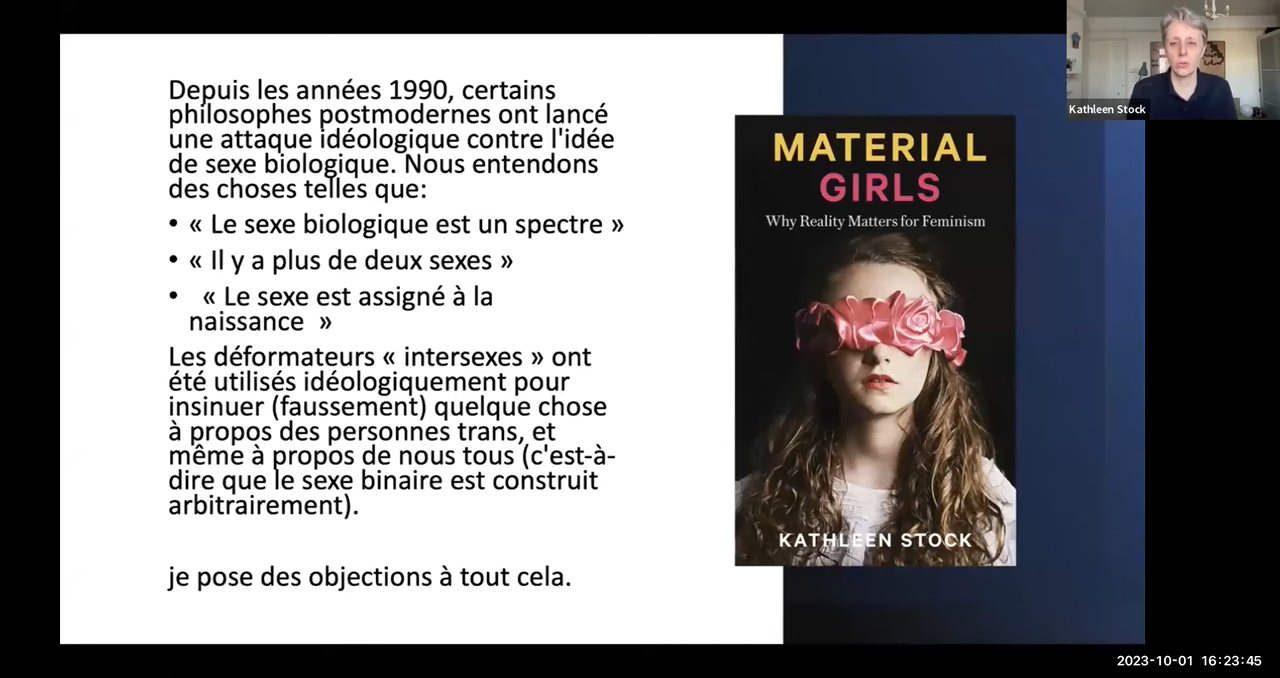 Depuis les années 1990, certains
philosophes postmodernes ont lancé
une attaque idéologique contre l'idée
de sexe biologique. Nous entendons
des choses telles que:
• « Le sexe biologique est un spectre »
• « Il y a plus de deux sexes »
• « Le sexe est assigné à la
naissance »
Les déformateurs « intersexes » ont
été utilisés idéologiquement pour
insinuer (faussement) quelque chose
à propos des personnes trans, et
même à propos de nous tous (c'est-à-
dire que le sexe binaire est construit
arbitrairement).
je pose des objections à tout cela.
MATERIAL
GIRLS
Why Reality Matters for Feminism
KATHLEEN STOCK
Kathleen Stock
2023-10-01 16:23:45